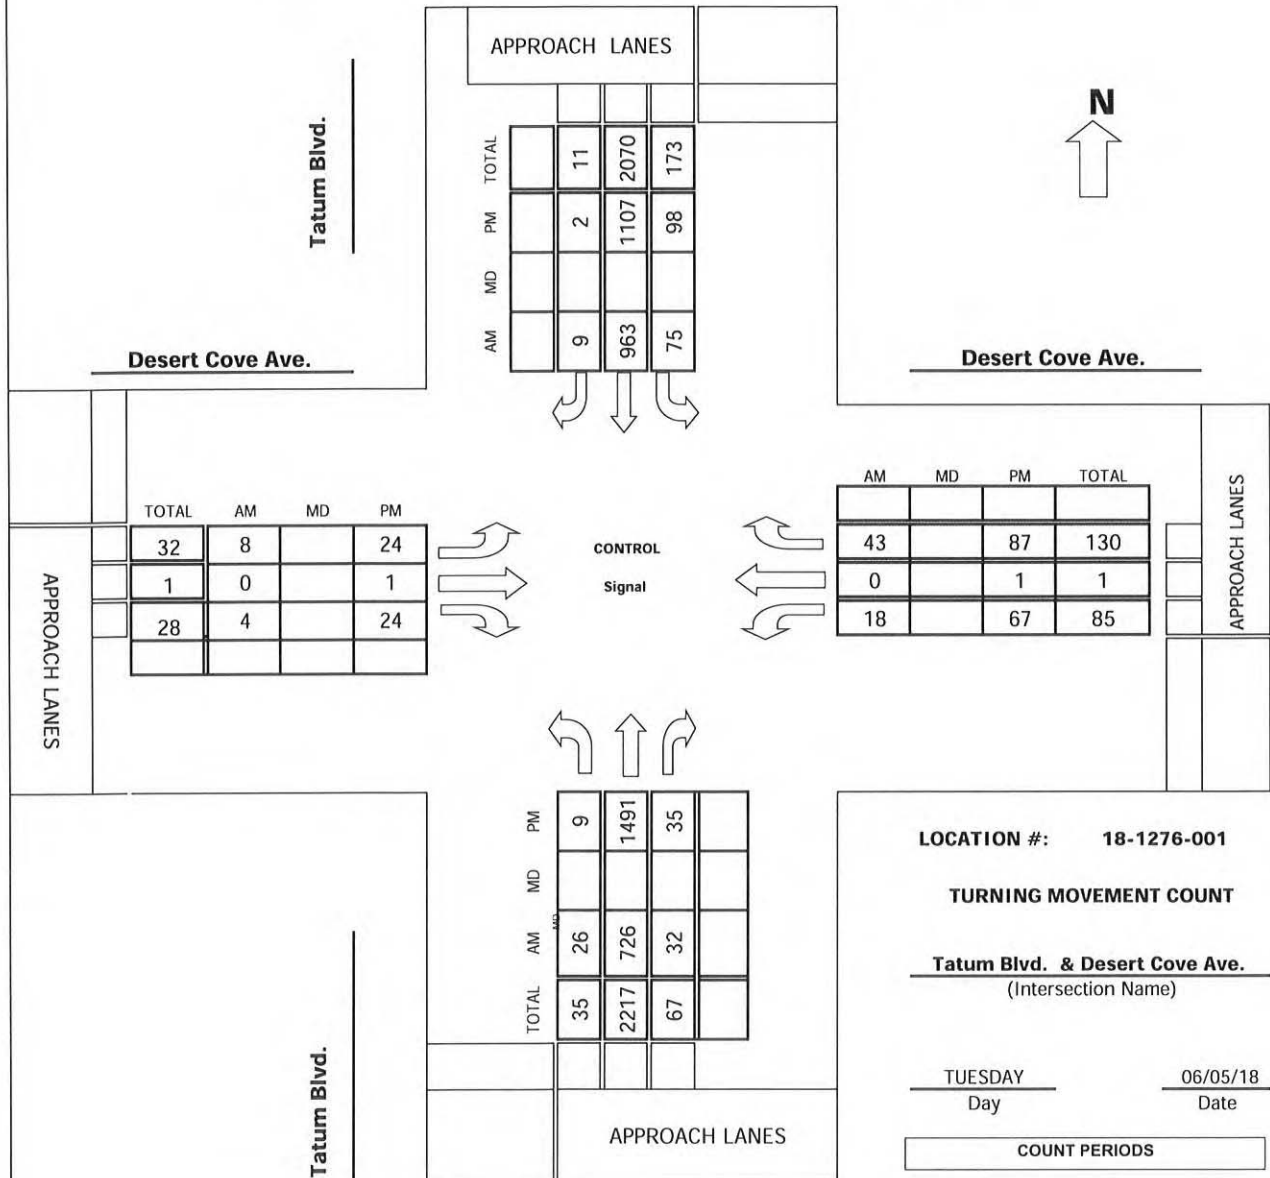 APPROACH LANES
N
Tatum Blvd.
TOTAL 11 2070 173
PM 2 1107 98
MD
AM 9 963 75
Desert Cove Ave.
Desert Cove Ave.
TOTAL AM MD PM
32 8 24
1 0 1
28 4 24
APPROACH LANES
CONTROL
Signal
AM MD PM TOTAL
43 87 130
0 1 1
18 67 85
APPROACH LANES
PM 9 1491 35
MD
MD
AM 26 726 32
TOTAL 35 2217 67
Tatum Blvd.
APPROACH LANES
LOCATION #: 18-1276-001
TURNING MOVEMENT COUNT
Tatum Blvd. & Desert Cove Ave.
(Intersection Name)
TUESDAY 06/05/18
Day Date
COUNT PERIODS